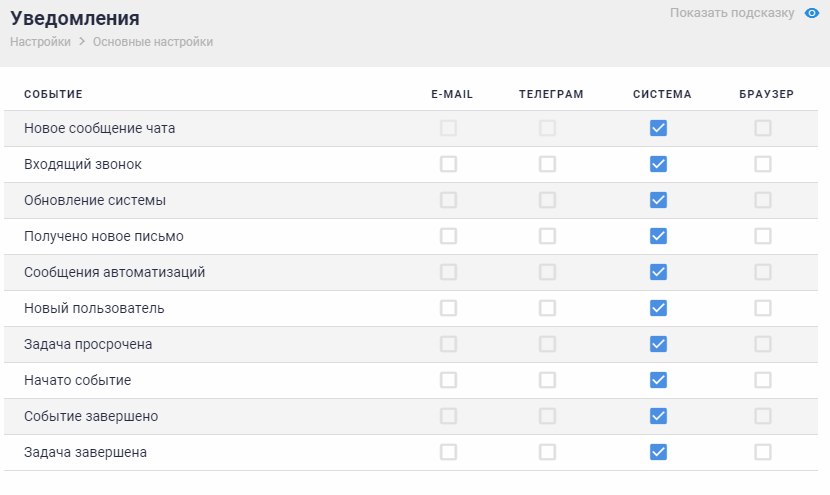 Уведомления
Показать подсказку
Настройки > Основные настройки
СОБЫТИЕ E-MAIL ТЕЛЕГРАМ СИСТЕМА БРАУЗЕР
Новое сообщение чата
Входящий звонок
Обновление системы
Получено новое письмо
Сообщения автоматизаций
Новый пользователь
Задача просрочена
Начато событие
Событие завершено
Задача завершена